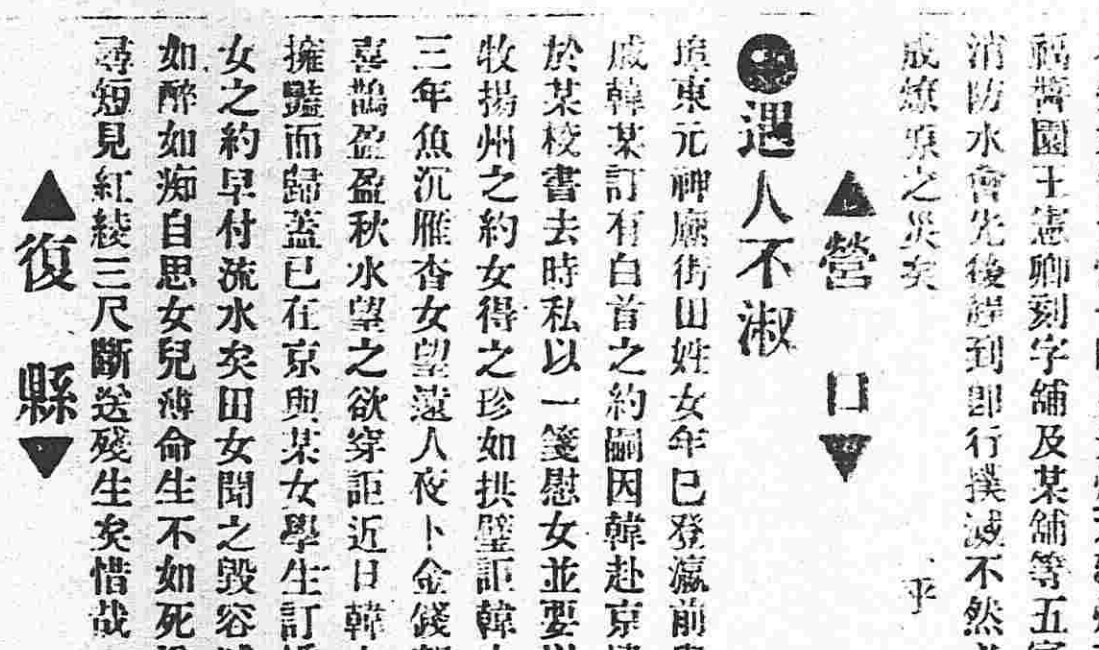 福醬園王憲卿刻字舖及某舖等五家
消防水會先後趕到即行撲滅不然
成燎原之災矣
乎
▲營口▼
●遇人不淑
東元神廟街田姓女年已登瀛前
戚韓某訂有白首之約嗣因韓赴京
於某校書去時私以一箋慰女並要
牧揚州之約女得之珍如拱璧詎韓
三年魚沉雁杳女望遠人夜卜金錢
喜鵲盈盈秋水望之欲穿詎近日韓
擁豔而歸蓋已在京與某女學生訂
女之約早付流水矣田女聞之毀容
如醉如痴自思女兒薄命生不如死
尋短見紅綾三尺斷送殘生矣惜哉
▲復縣▼